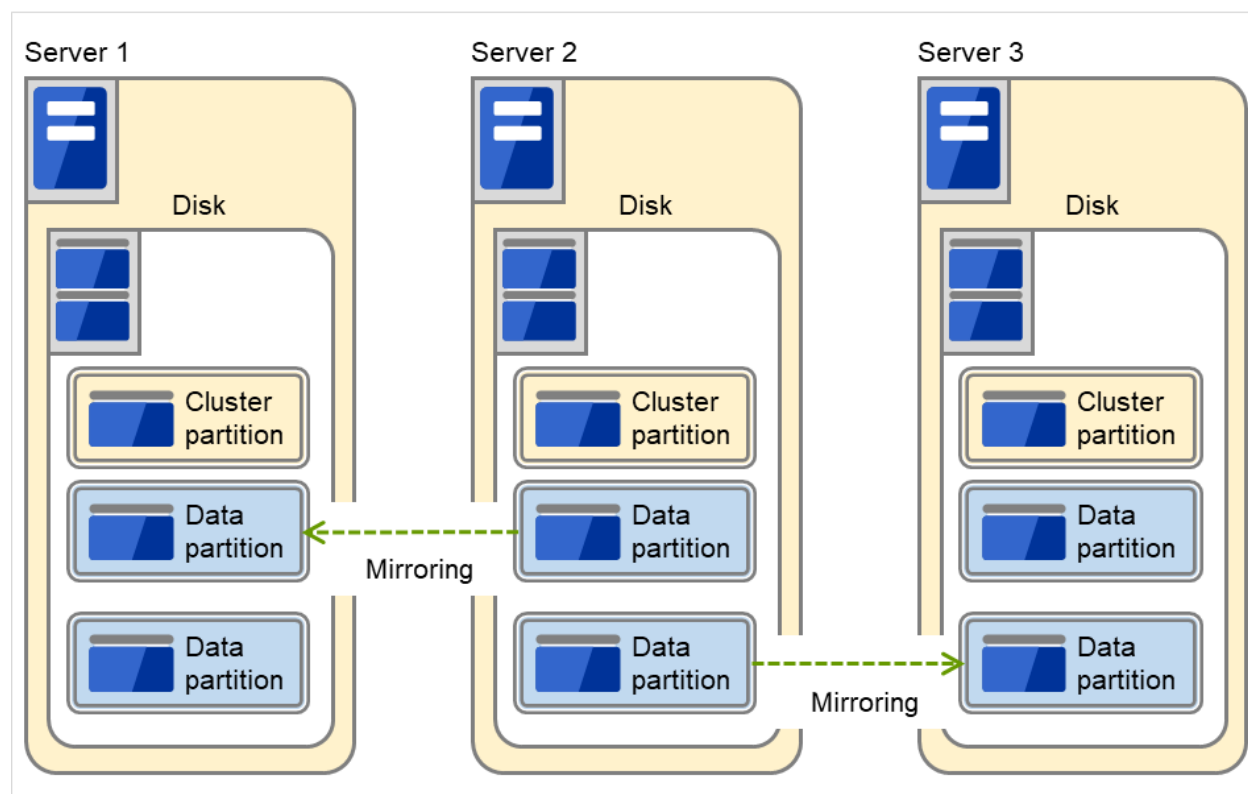 Server 1
Server 2
Server 3
Disk
Disk
Disk
Cluster
partition
Cluster
partition
Cluster
partition
Data
partition
Mirroring
Data
partition
Data
partition
Data
partition
Data
partition
Mirroring
Data
partition